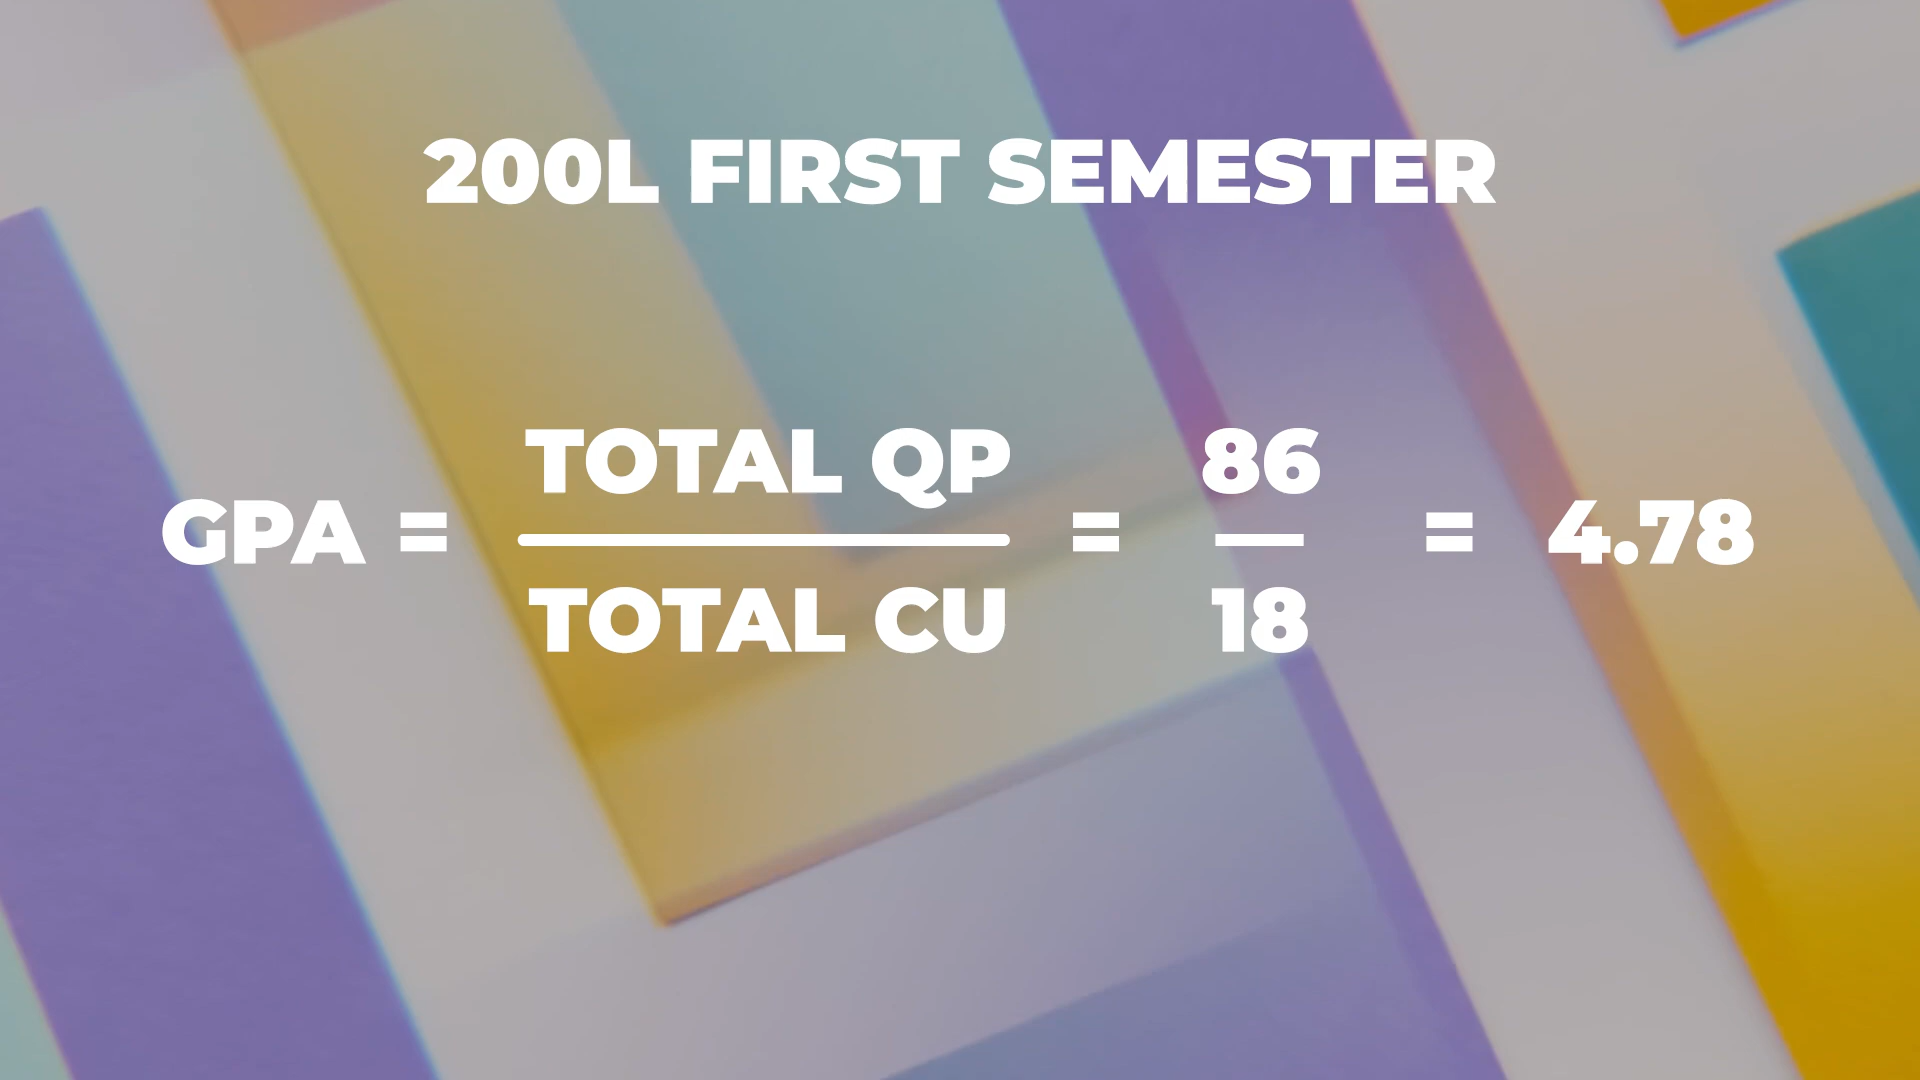 200L FIRST SEMESTER
GPA = TOTAL QP / TOTAL CU = 86 / 18 = 4.78